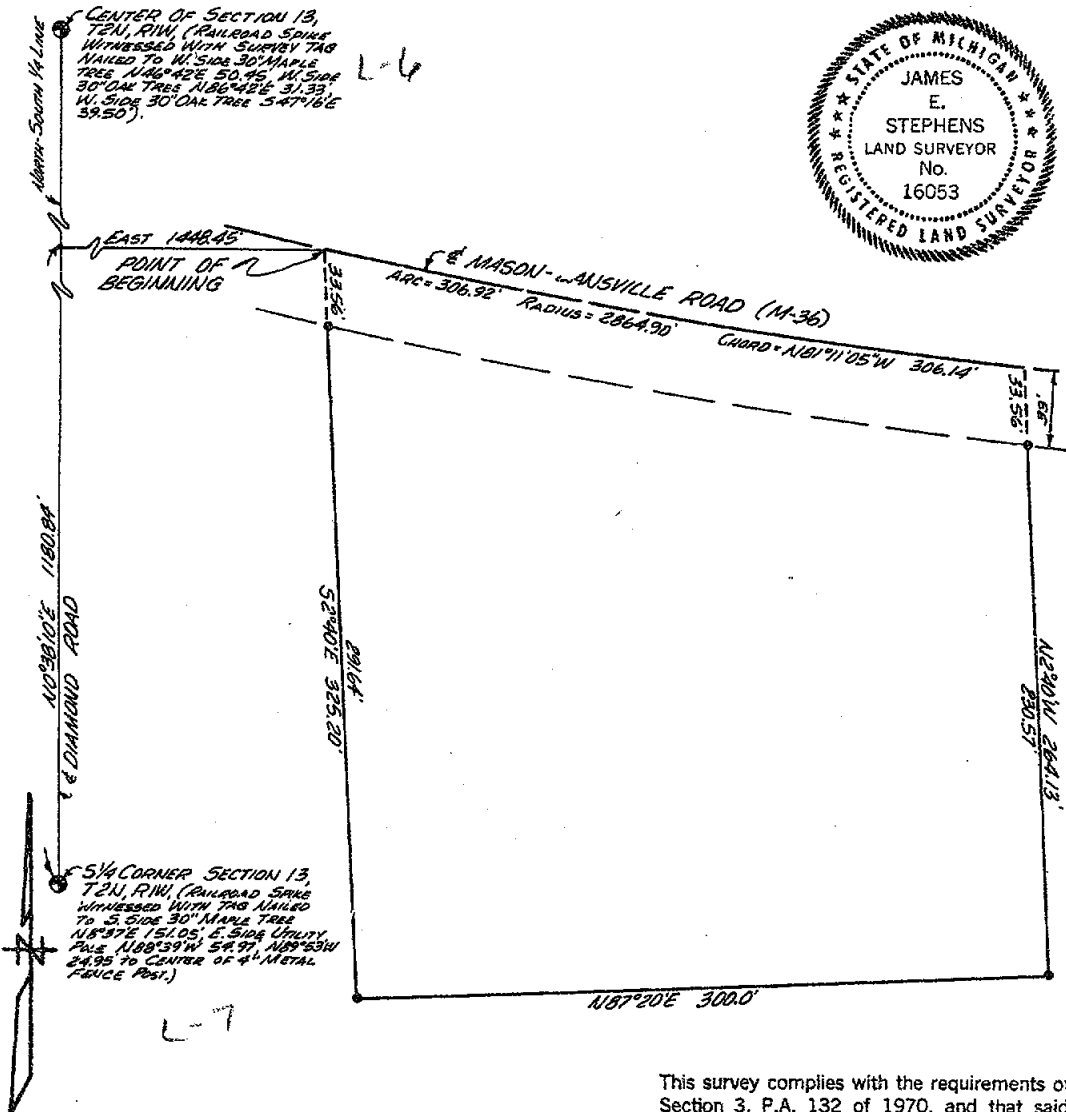 CENTER OF SECTION 13,
T2N, R1W, (RAILROAD SPIKE
WITNESSED WITH SURVEY TAG
NAILED TO W. SIDE 30" MAPLE
TREE N46°42'E 50.45', W. SIDE
30" OAK TREE N86°42'E 31.33',
W. SIDE 30" OAK TREE S47°16'E
39.50').
L-6
NORTH-SOUTH 1/4 LINE
STATE OF MICHIGAN
JAMES
E.
STEPHENS
LAND SURVEYOR
No.
16053
REGISTERED LAND SURVEYOR
EAST 1448.45'
POINT OF
BEGINNING
℄ MASON-ANSVILLE ROAD (M-36)
ARC = 306.92' RADIUS = 2864.90' CHORD = N81°11'05"W 306.14'
33.56'
33.56'
33'
N0°38'10"E 1180.84'
℄ DIAMOND ROAD
291.64'
S2°40'E 325.20'
N2°40'W 264.13'
230.57'
S 1/4 CORNER SECTION 13,
T2N, R1W, (RAILROAD SPIKE
WITNESSED WITH TAG NAILED
TO S. SIDE 30" MAPLE TREE
N8°37'E 151.05', E. SIDE UTILITY
POLE N88°39'W 54.97', N89°53'W
24.95 TO CENTER OF 4" METAL
FENCE POST.)
L-7
N87°20'E 300.0'
This survey complies with the requirements of
Section 3, P.A. 132 of 1970, and that said